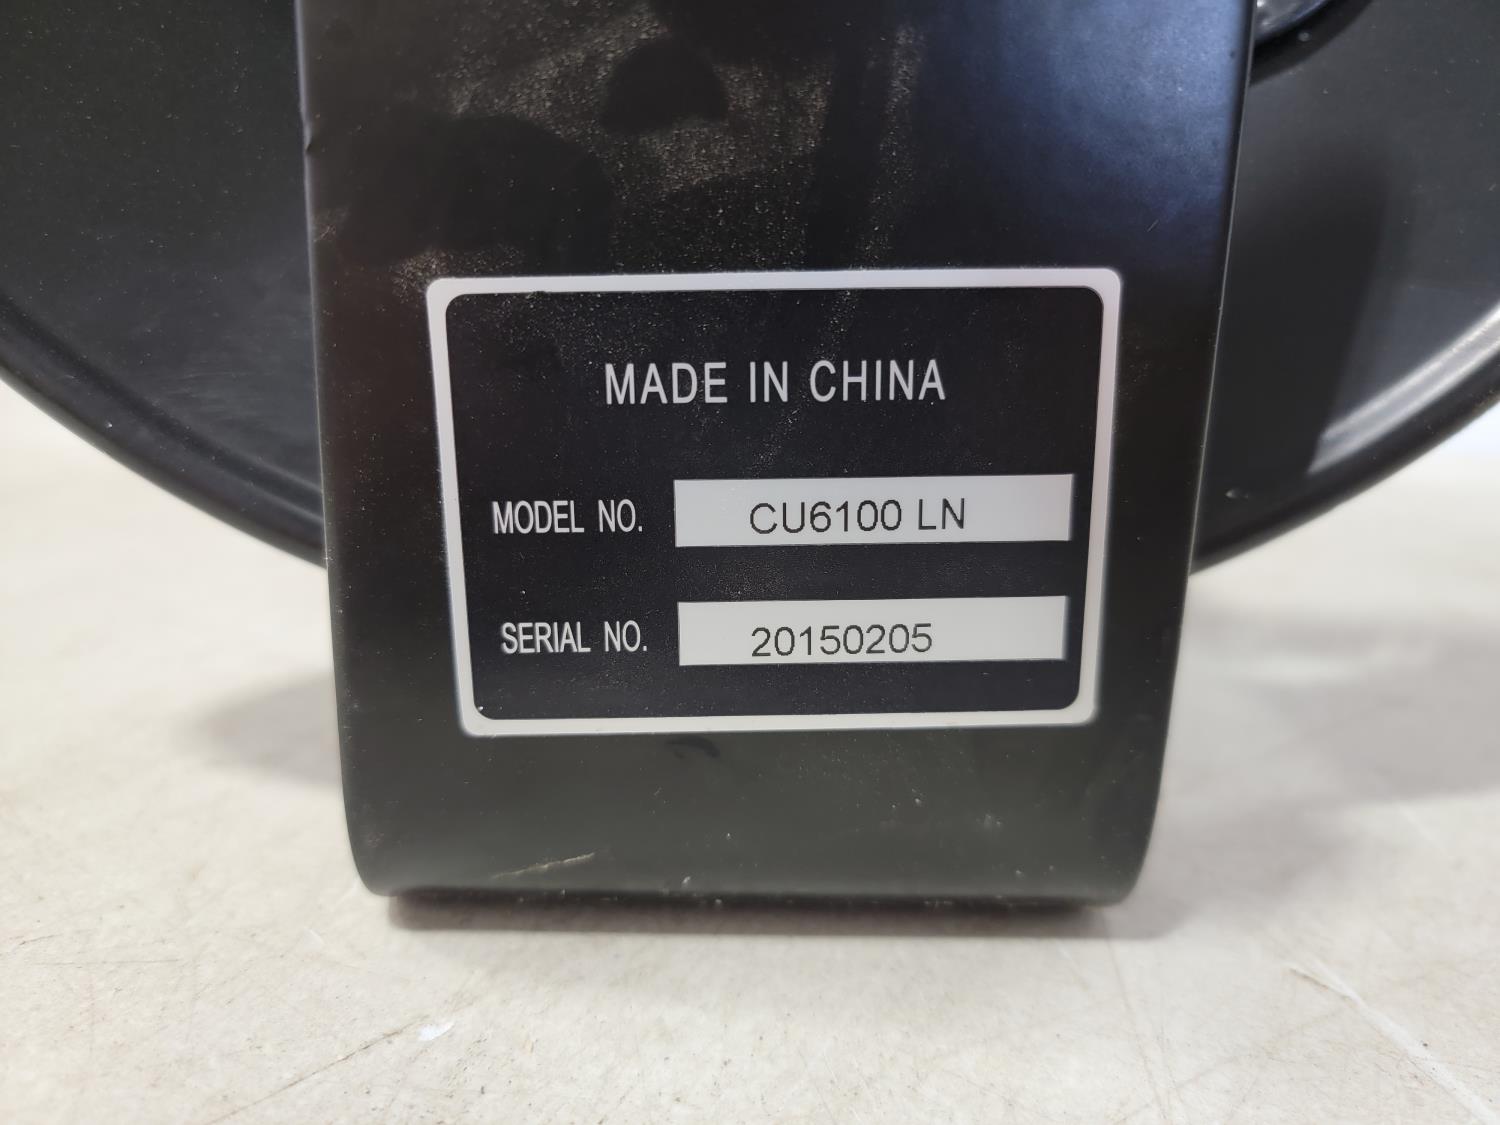 MADE IN CHINA
MODEL NO. CU6100 LN
SERIAL NO. 20150205